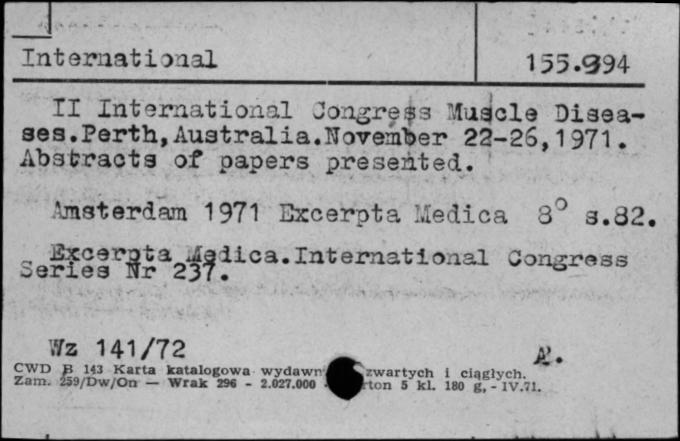 International 155.994
II International Congress Muscle Disea-
ses.Perth,Australia.November 22-26,1971.
Abstracts of papers presented.
Amsterdam 1971 Excerpta Medica 8° s.82.
Excerpta Medica.International Congress
Series Nr 237.
Wz 141/72 A.
CWD B 143 Karta katalogowa wydawn zwartych i ciągłych.
Zam. 259/Dw/On — Wrak 296 - 2.027.000 rton 5 kl. 180 g, - IV.71.